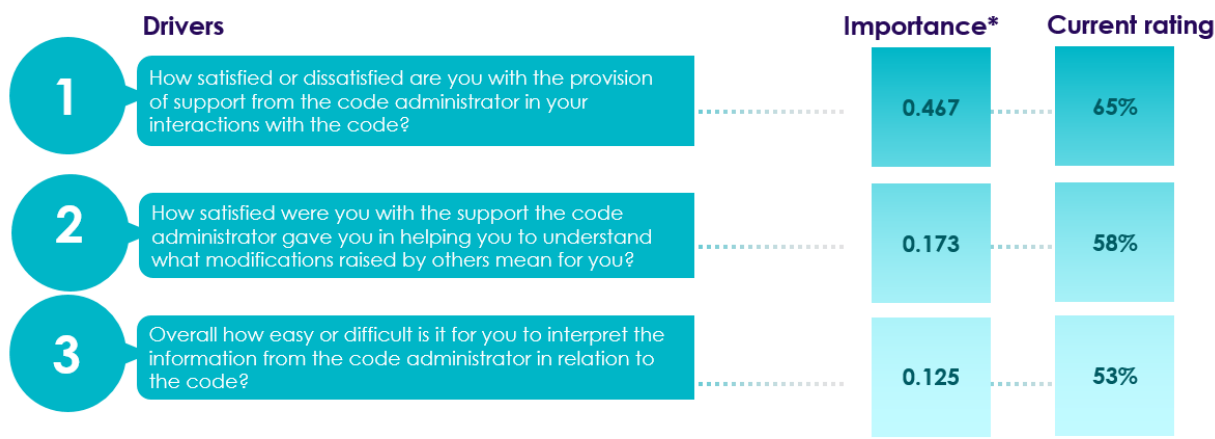 Drivers
Importance*
Current rating
1
How satisfied or dissatisfied are you with the provision
of support from the code administrator in your
interactions with the code?
0.467
65%
2
How satisfied were you with the support the code
administrator gave you in helping you to understand
what modifications raised by others mean for you?
0.173
58%
3
Overall how easy or difficult is it for you to interpret the
information from the code administrator in relation to
the code?
0.125
53%